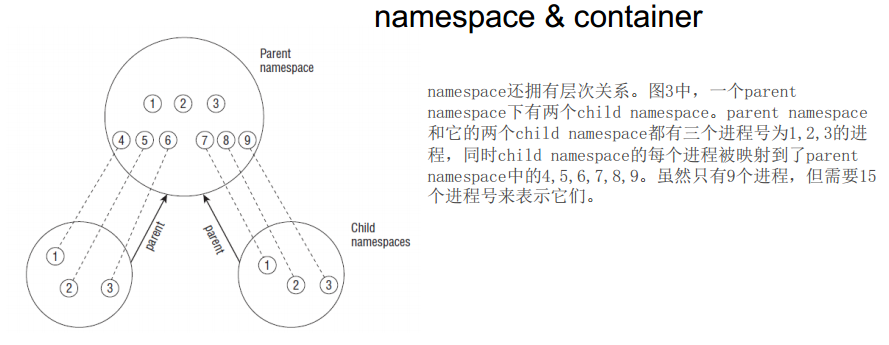 namespace & container
Parent
namespace
1 2 3
4 5 6 7 8 9
parent
parent
Child
namespaces
1
2 3
1
2 3
namespace还拥有层次关系。图3中，一个parent
namespace下有两个child namespace。parent namespace
和它的两个child namespace都有三个进程号为1,2,3的进
程，同时child namespace的每个进程被映射到了parent
namespace中的4,5,6,7,8,9。虽然只有9个进程，但需要15
个进程号来表示它们。